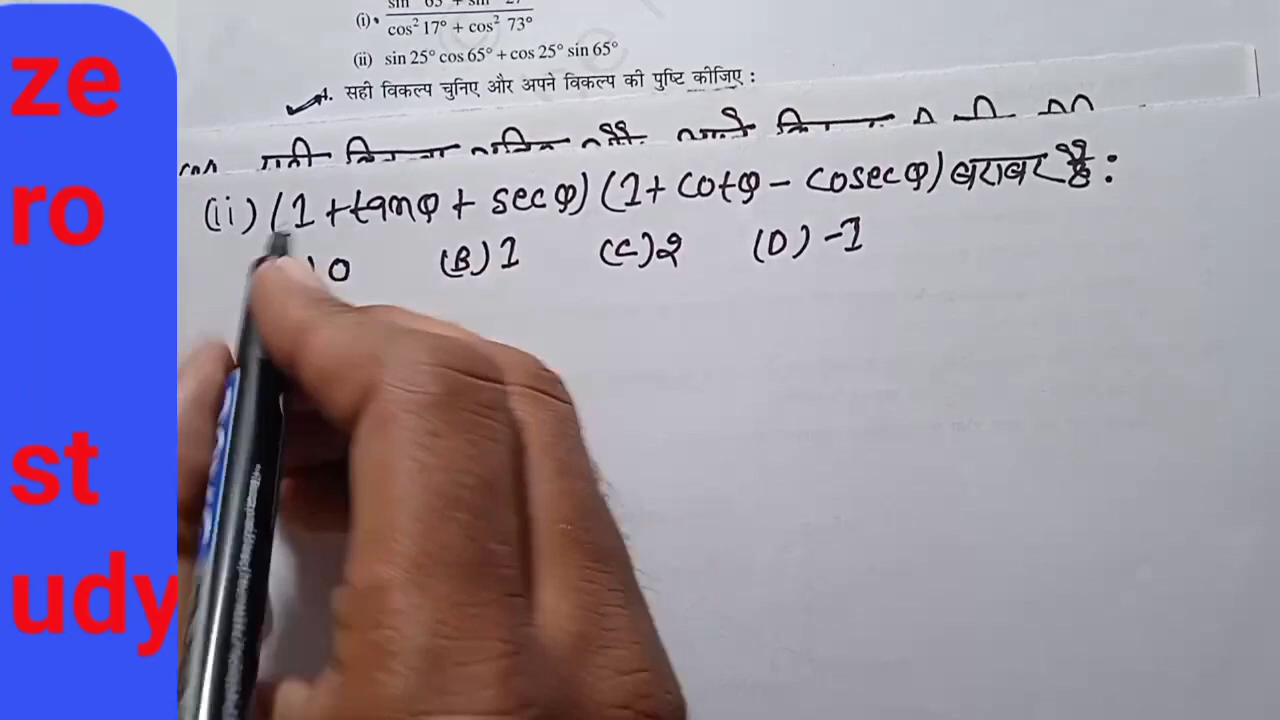 ze
ro
st
udy
(i) cos² 17° + cos² 73°
(ii) sin 25° cos 65° + cos 25° sin 65°
4. सही विकल्प चुनिए और अपने विकल्प की पुष्टि कीजिए :
(ii) (1 + tanφ + secφ) (1 + cotφ - cosecφ) बराबर है :
0 (B) 1 (C) 2 (D) -1